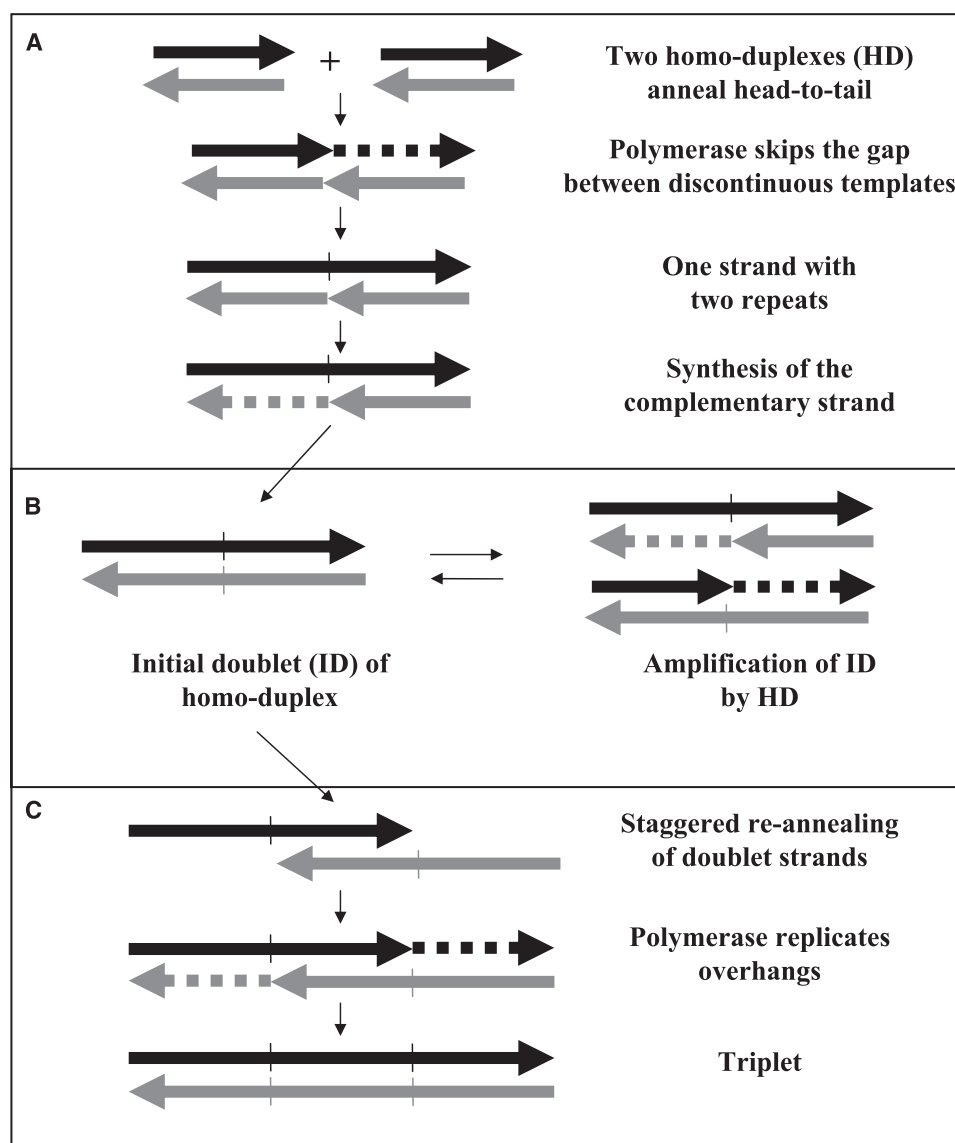 A
+
Two homo-duplexes (HD)
anneal head-to-tail
Polymerase skips the gap
between discontinuous templates
One strand with
two repeats
Synthesis of the
complementary strand
B
Initial doublet (ID) of
homo-duplex
Amplification of ID
by HD
C
Staggered re-annealing
of doublet strands
Polymerase replicates
overhangs
Triplet